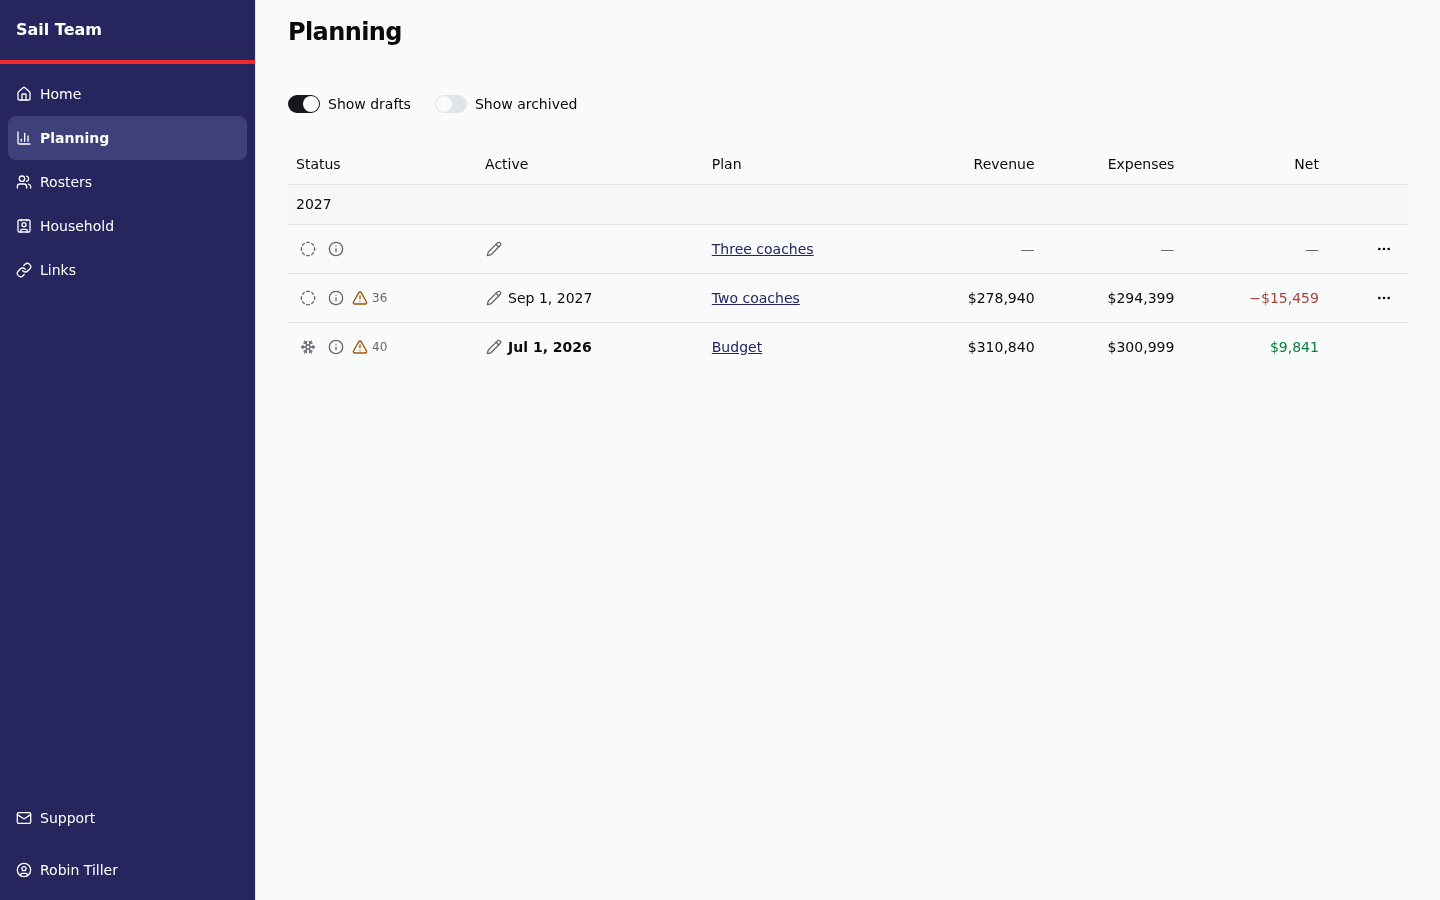 Sail Team
Home
Planning
Rosters
Household
Links
Support
Robin Tiller
Planning
Show drafts Show archived
Status Active Plan Revenue Expenses Net
2027
Three coaches — — — ...
36 Sep 1, 2027 Two coaches $278,940 $294,399 −$15,459 ...
40 Jul 1, 2026 Budget $310,840 $300,999 $9,841